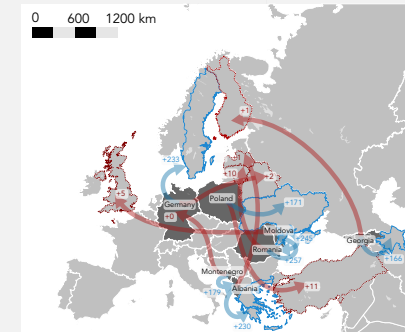 0 600 1200 km
+1
+233
+10
+2
+5
Poland
Germany
+171
+0
Moldova
+245
Georgia
Romania
+257
+166
Montenegro
Albania
+11
+179
+230